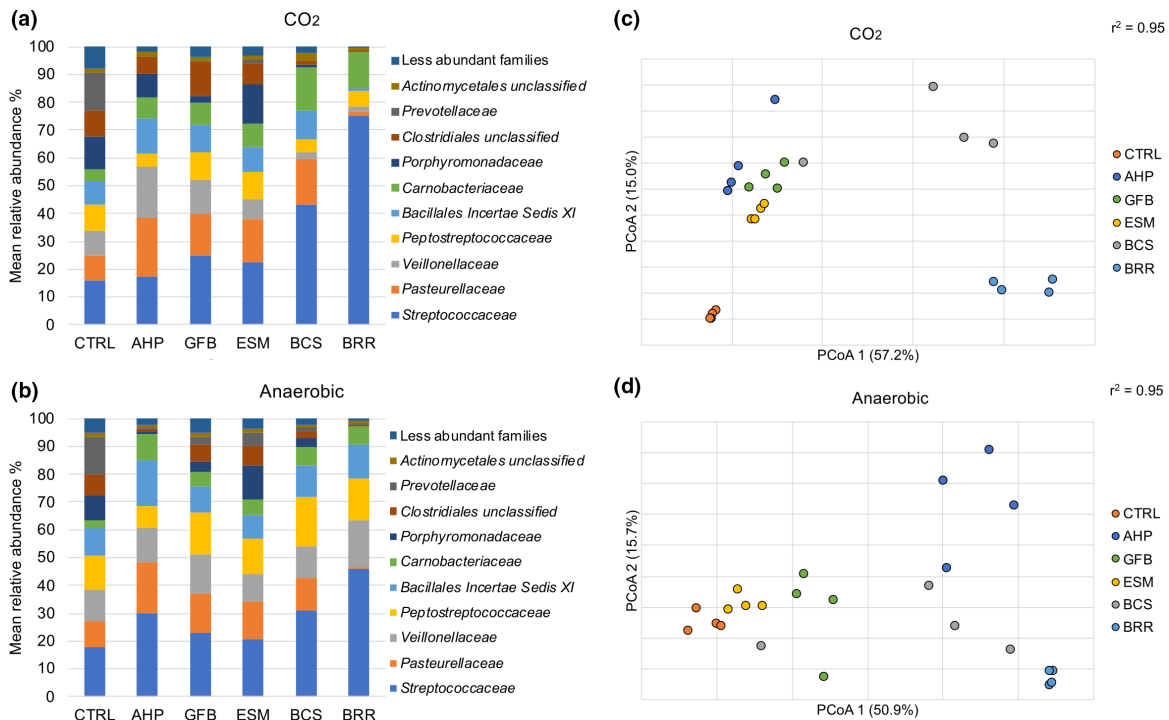 (a)
CO2
Mean relative abundance %
100
90
80
70
60
50
40
30
20
10
0
CTRL AHP GFB ESM BCS BRR
Less abundant families
Actinomycetales unclassified
Prevotellaceae
Clostridiales unclassified
Porphyromonadaceae
Carnobacteriaceae
Bacillales Incertae Sedis XI
Peptostreptococcaceae
Veillonellaceae
Pasteurellaceae
Streptococcaceae
(b)
Anaerobic
Mean relative abundance %
100
90
80
70
60
50
40
30
20
10
0
CTRL AHP GFB ESM BCS BRR
Less abundant families
Actinomycetales unclassified
Prevotellaceae
Clostridiales unclassified
Porphyromonadaceae
Carnobacteriaceae
Bacillales Incertae Sedis XI
Peptostreptococcaceae
Veillonellaceae
Pasteurellaceae
Streptococcaceae
(c)
r² = 0.95
CO2
PCoA 2 (15.0%)
PCoA 1 (57.2%)
CTRL
AHP
GFB
ESM
BCS
BRR
(d)
r² = 0.95
Anaerobic
PCoA 2 (15.7%)
PCoA 1 (50.9%)
CTRL
AHP
GFB
ESM
BCS
BRR